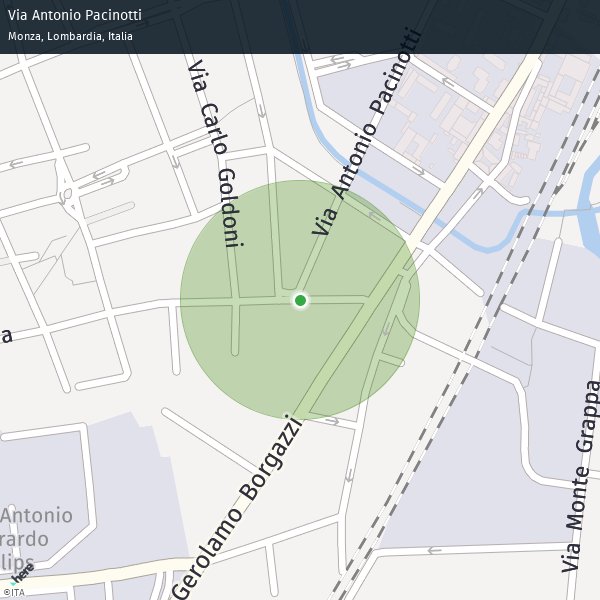 Via Antonio Pacinotti
Monza, Lombardia, Italia
Via Carlo Goldoni
Via Antonio Pacinotti
a
Gerolamo Borgazzi
Via Monte Grappa
Antonio
rardo
lips
here
©ITA